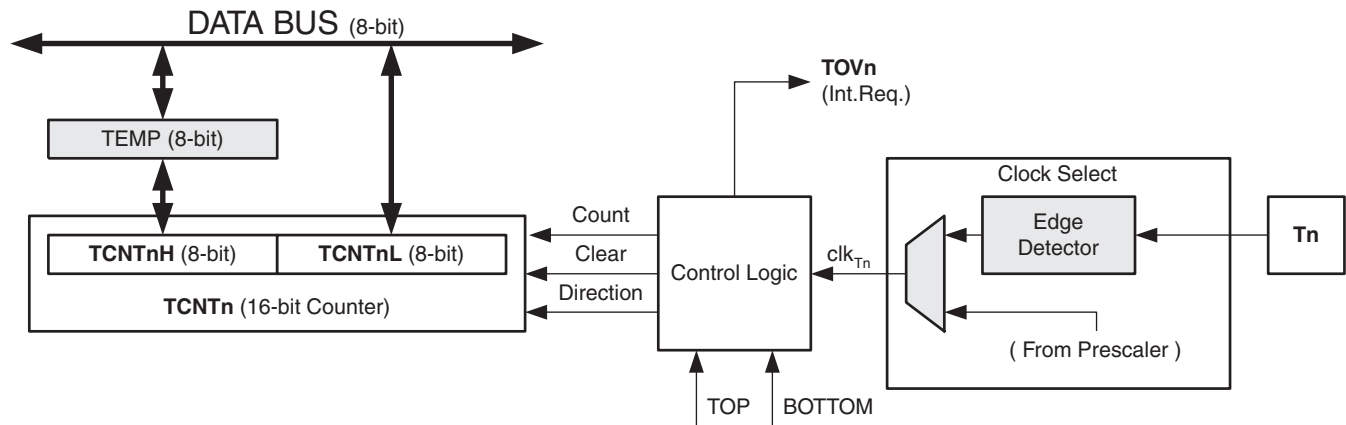 DATA BUS (8-bit)
TOVn
(Int.Req.)
TEMP (8-bit)
Clock Select
Count
Edge
Detector
Tn
TCNTnH (8-bit)
TCNTnL (8-bit)
Clear
Control Logic
clkTn
TCNTn (16-bit Counter)
Direction
( From Prescaler )
TOP
BOTTOM